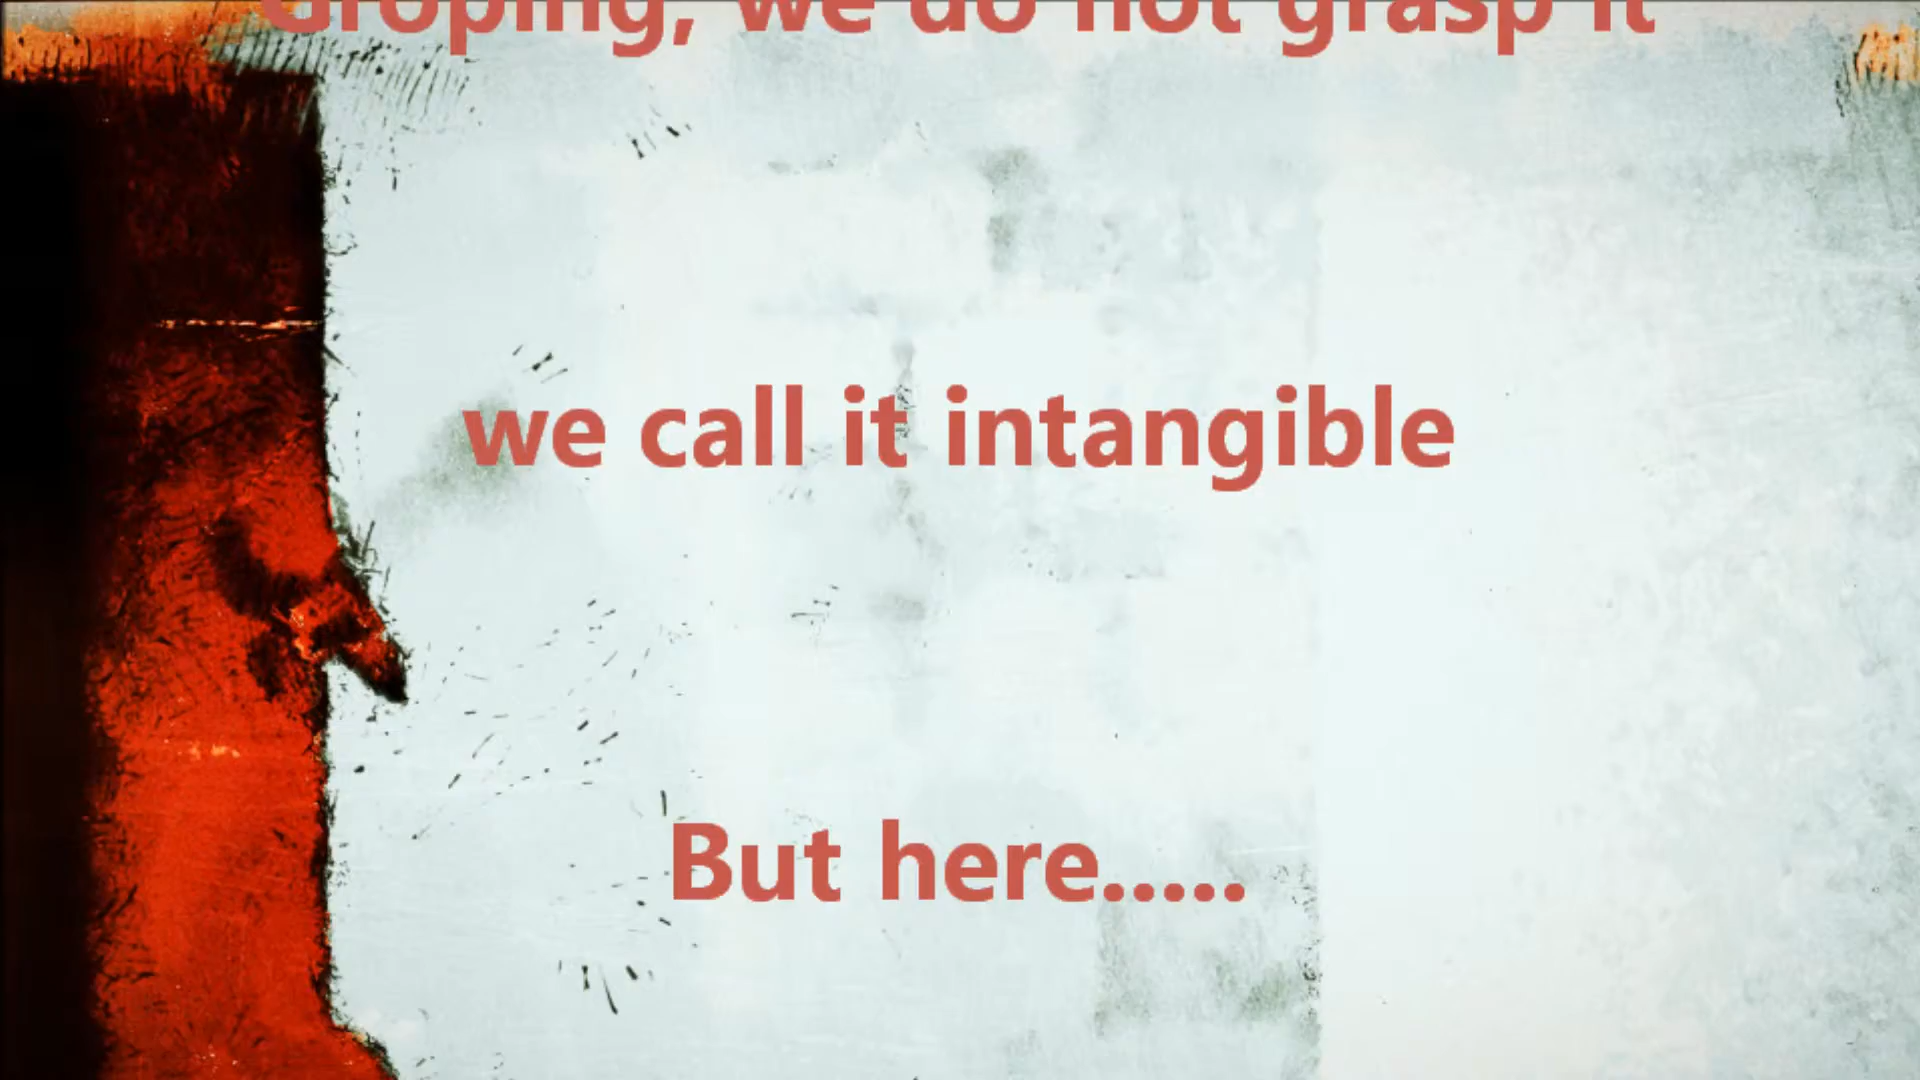 Groping, we do not grasp it
we call it intangible
But here.....